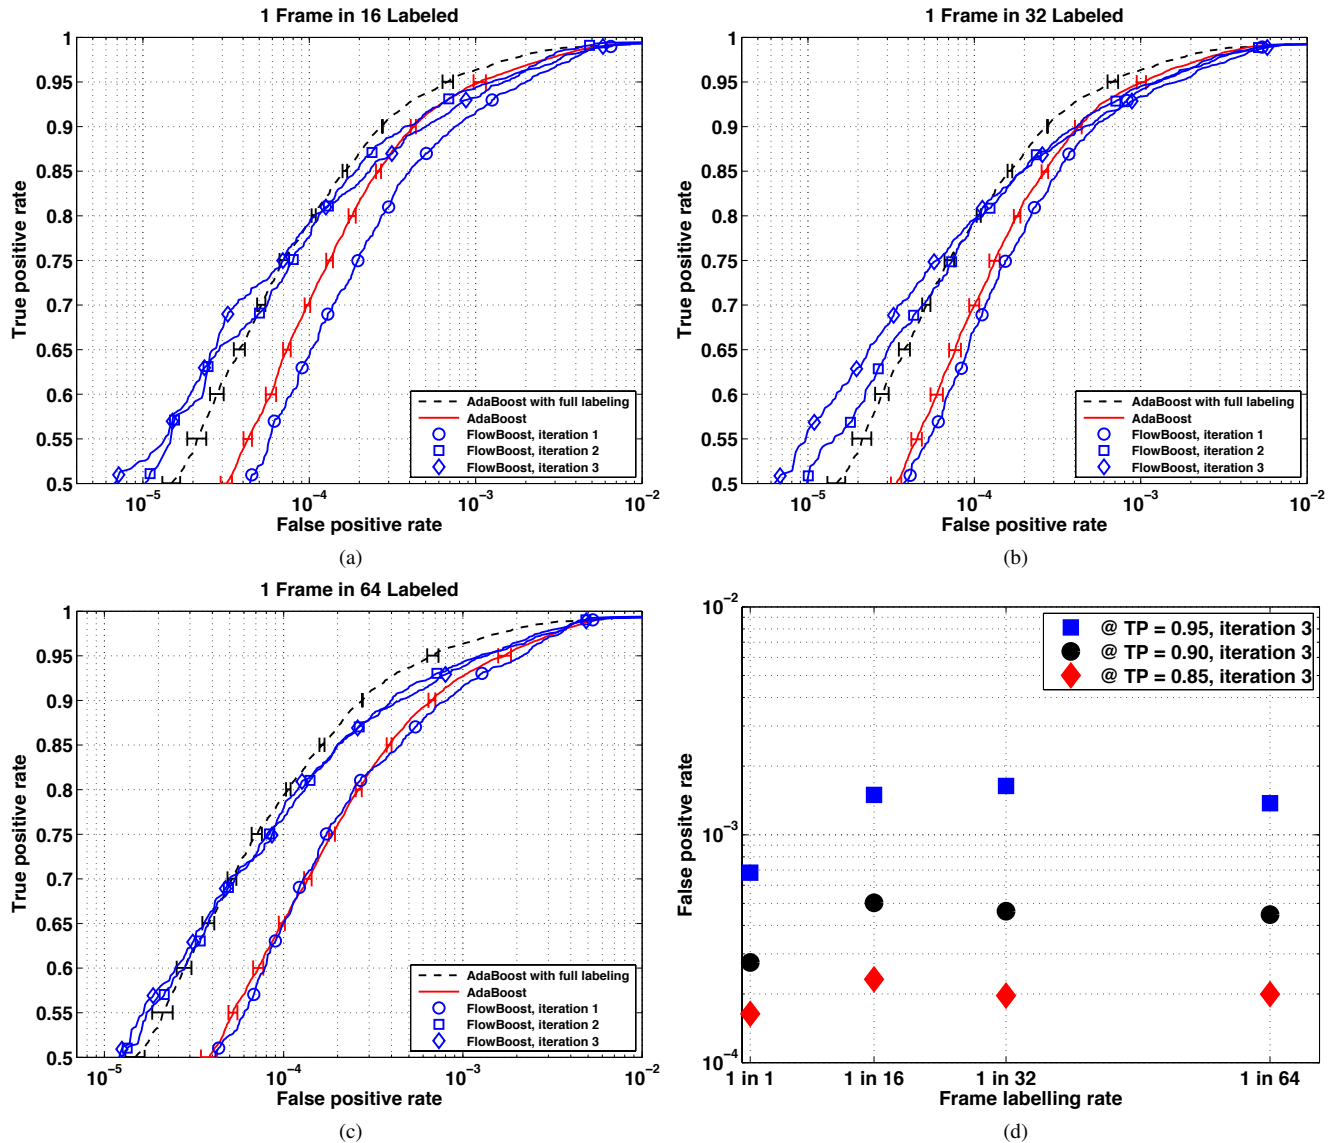 1 Frame in 16 Labeled
1
0.95
0.9
0.85
0.8
0.75
0.7
0.65
0.6
0.55
0.5
True positive rate
10⁻⁵
10⁻⁴
10⁻³
10⁻²
False positive rate
AdaBoost with full labeling
AdaBoost
FlowBoost, iteration 1
FlowBoost, iteration 2
FlowBoost, iteration 3
(a)
1 Frame in 32 Labeled
1
0.95
0.9
0.85
0.8
0.75
0.7
0.65
0.6
0.55
0.5
True positive rate
10⁻⁵
10⁻⁴
10⁻³
10⁻²
False positive rate
AdaBoost with full labeling
AdaBoost
FlowBoost, iteration 1
FlowBoost, iteration 2
FlowBoost, iteration 3
(b)
1 Frame in 64 Labeled
1
0.95
0.9
0.85
0.8
0.75
0.7
0.65
0.6
0.55
0.5
True positive rate
10⁻⁵
10⁻⁴
10⁻³
10⁻²
False positive rate
AdaBoost with full labeling
AdaBoost
FlowBoost, iteration 1
FlowBoost, iteration 2
FlowBoost, iteration 3
(c)
10⁻²
10⁻³
10⁻⁴
False positve rate
@ TP = 0.95, iteration 3
@ TP = 0.90, iteration 3
@ TP = 0.85, iteration 3
1 in 1
1 in 16
1 in 32
1 in 64
Frame labelling rate
(d)